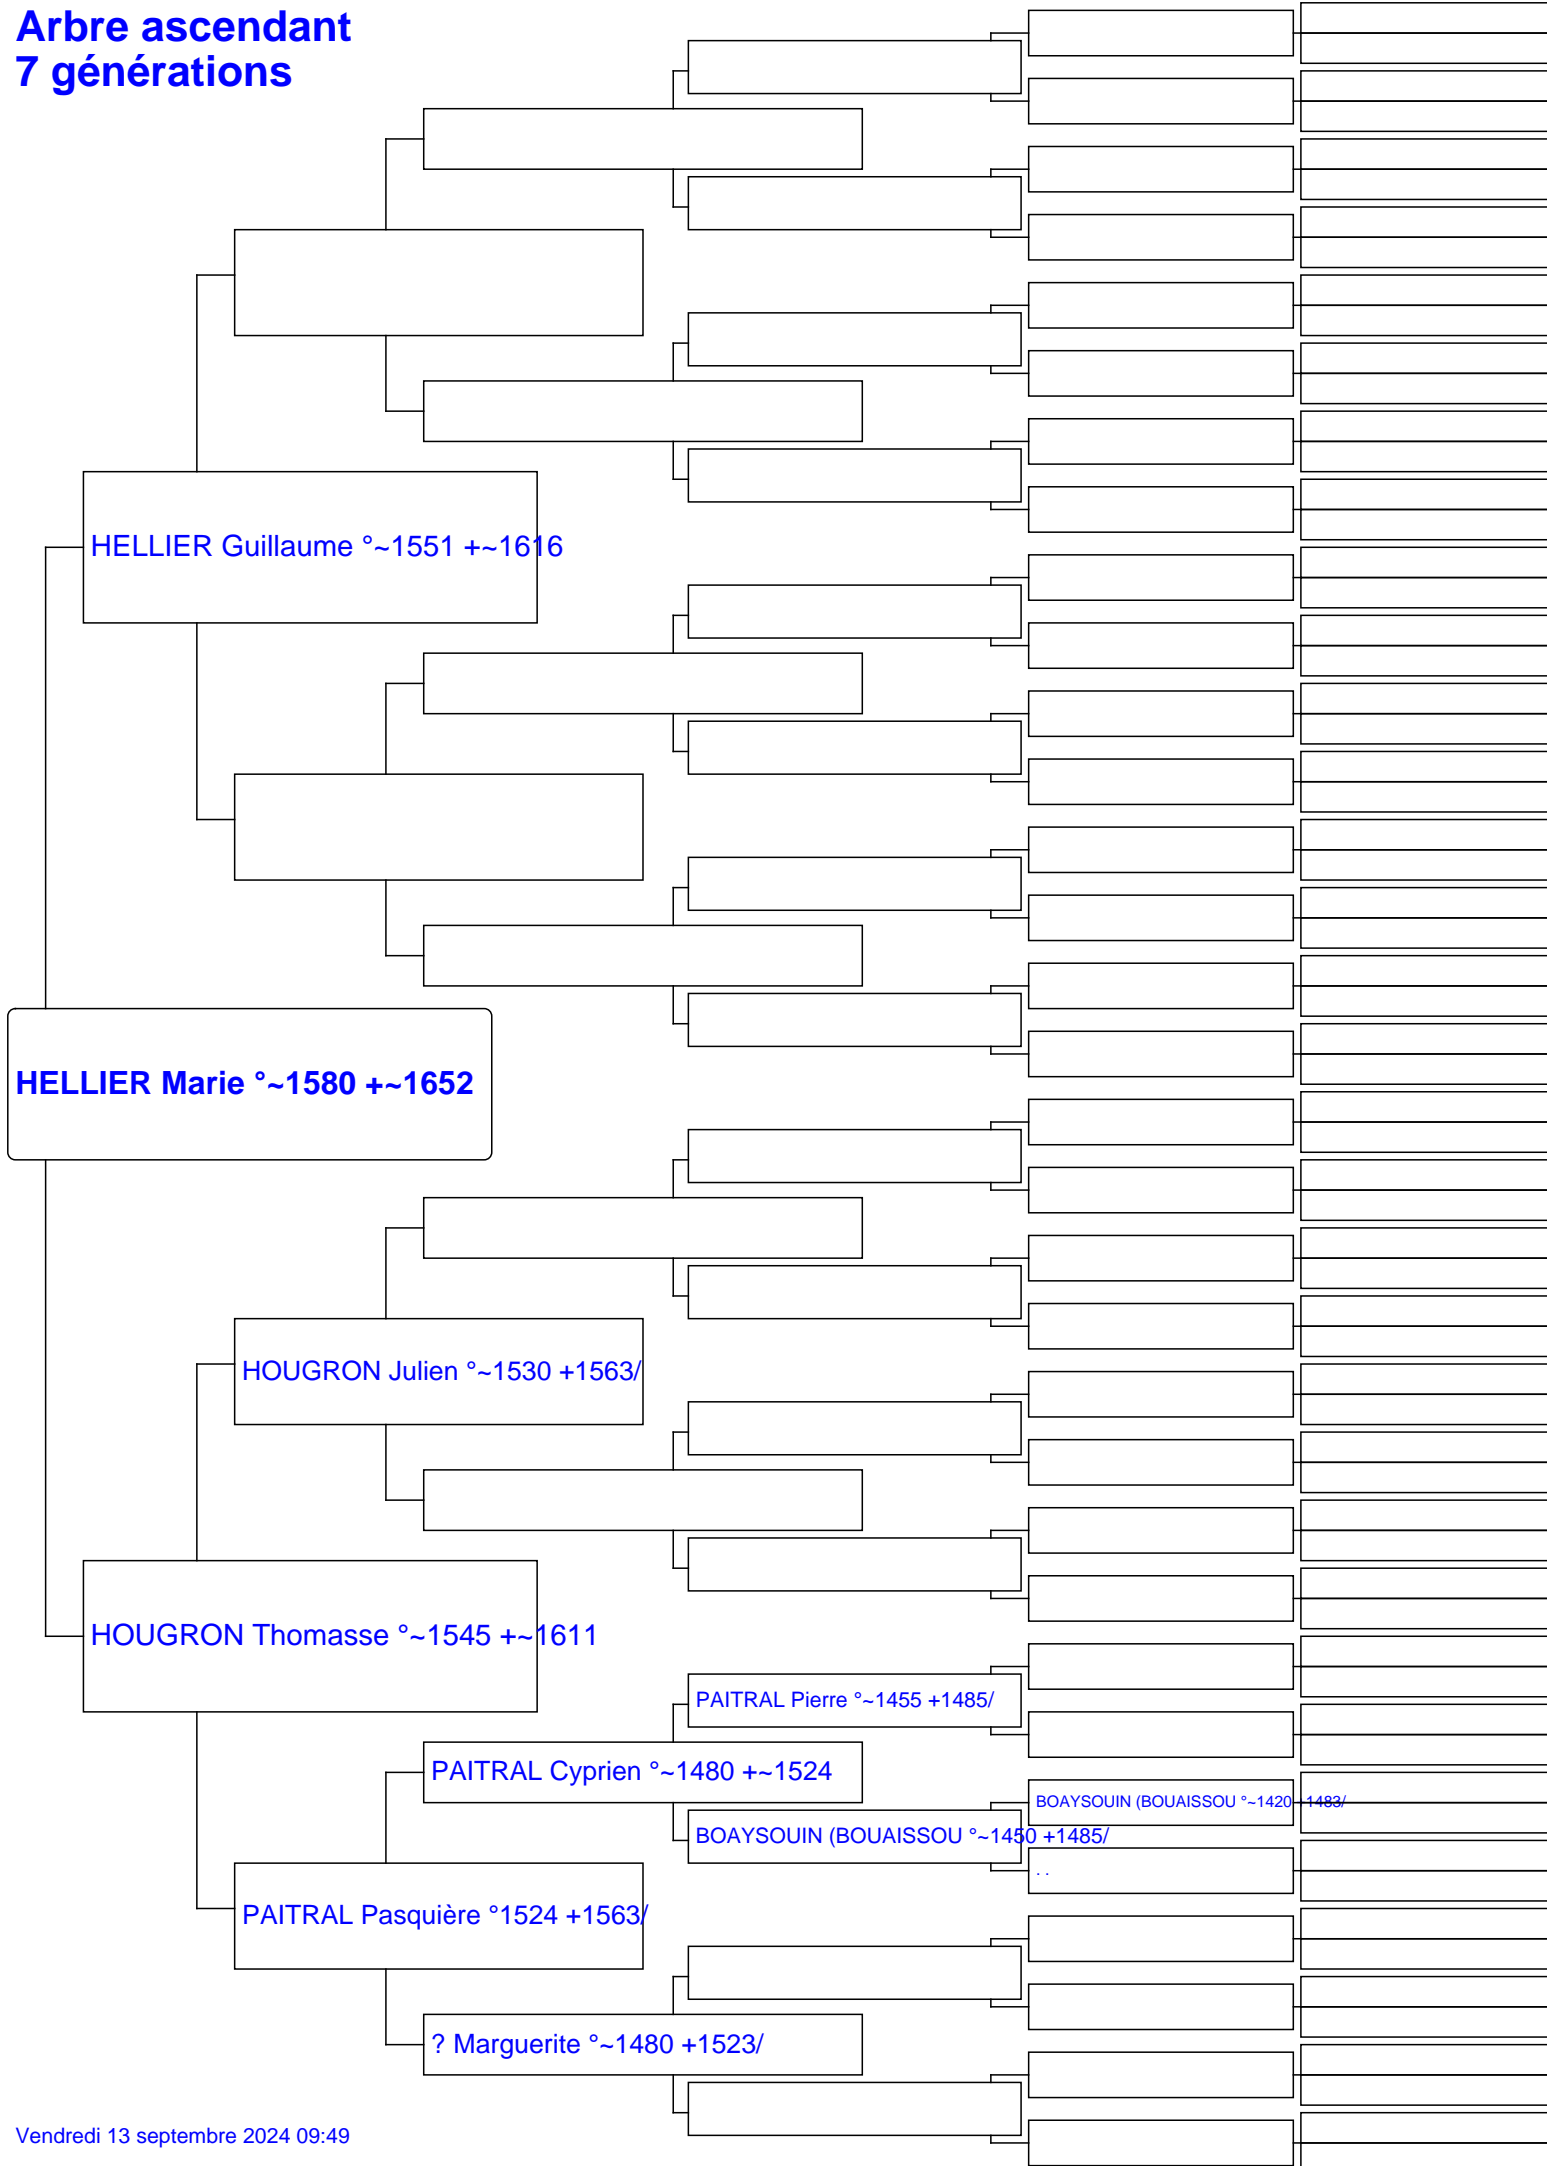 Arbre ascendant
7 générations
HELLIER Guillaume °~1551 +~1616
HELLIER Marie °~1580 +~1652
HOUGRON Julien °~1530 +1563/
HOUGRON Thomasse °~1545 +~1611
PAITRAL Pierre °~1455 +1485/
PAITRAL Cyprien °~1480 +~1524
BOAYSOUIN (BOUAISSOU °~1420 +1483/
BOAYSOUIN (BOUAISSOU °~1450 +1485/
. .
PAITRAL Pasquière °1524 +1563/
? Marguerite °~1480 +1523/
Vendredi 13 septembre 2024 09:49